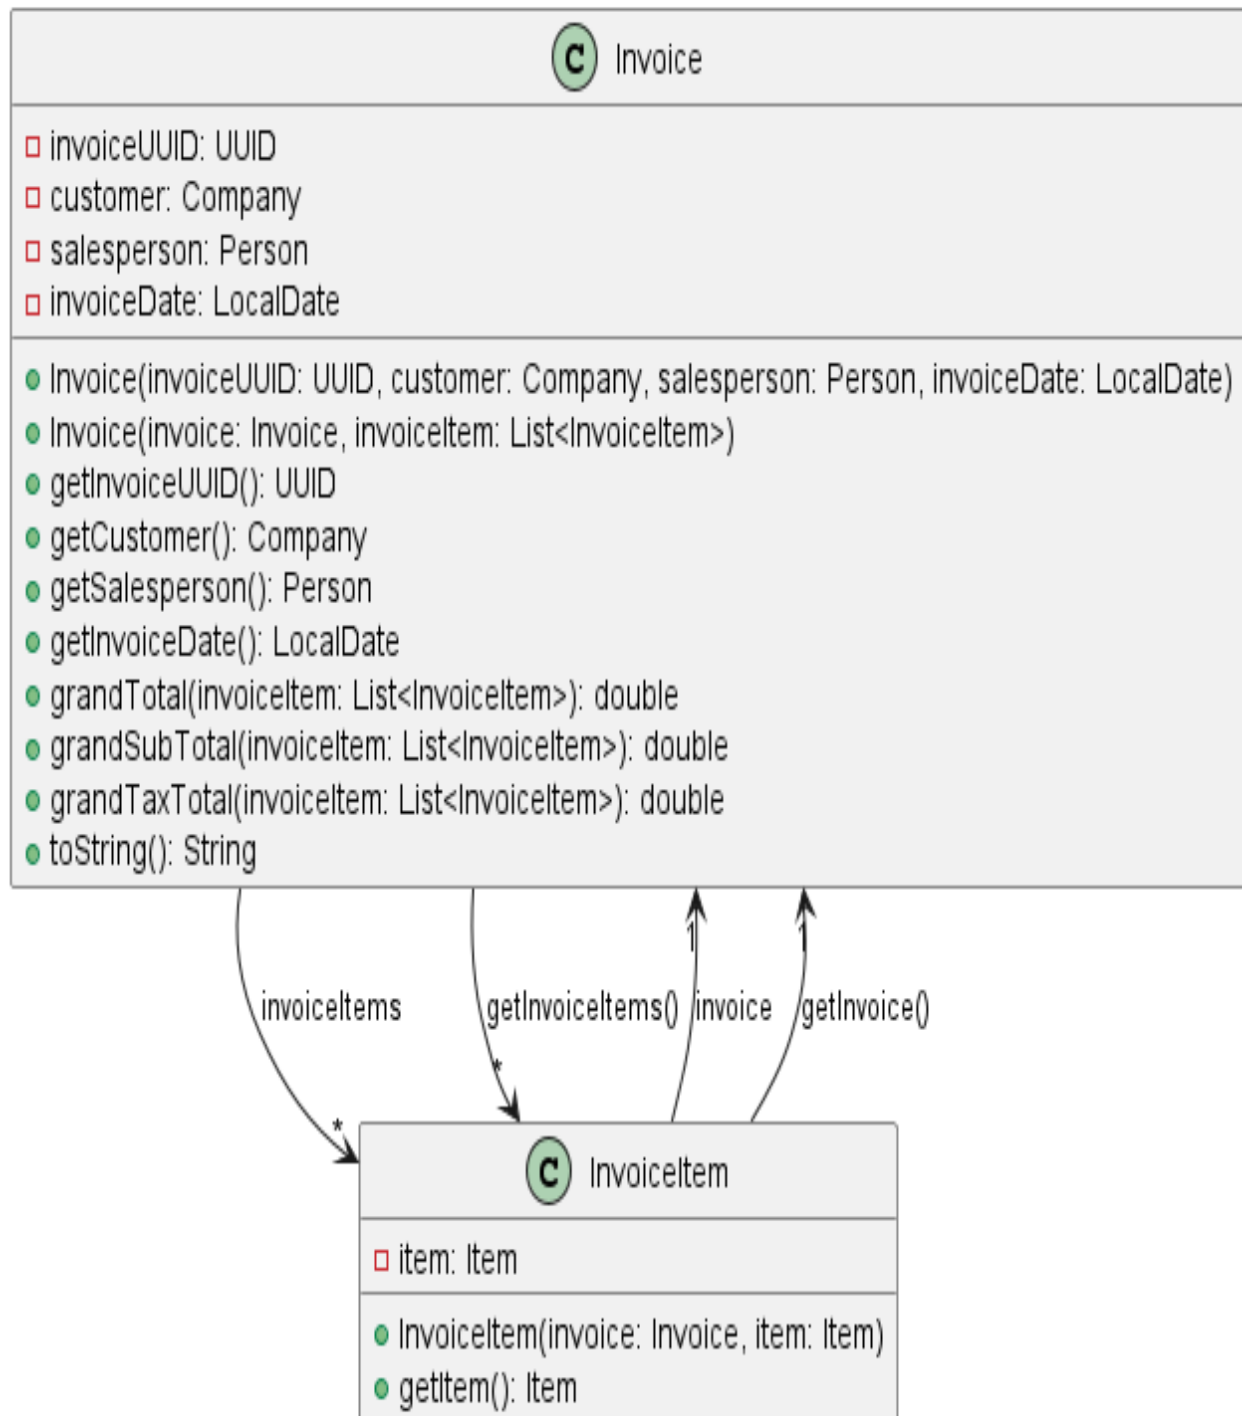 C Invoice
invoiceUUID: UUID
customer: Company
salesperson: Person
invoiceDate: LocalDate
Invoice(invoiceUUID: UUID, customer: Company, salesperson: Person, invoiceDate: LocalDate)
Invoice(invoice: Invoice, invoiceItem: List<InvoiceItem>)
getInvoiceUUID(): UUID
getCustomer(): Company
getSalesperson(): Person
getInvoiceDate(): LocalDate
grandTotal(invoiceItem: List<InvoiceItem>): double
grandSubTotal(invoiceItem: List<InvoiceItem>): double
grandTaxTotal(invoiceItem: List<InvoiceItem>): double
toString(): String
1 1
invoiceItems getInvoiceItems() invoice getInvoice()
* *
C InvoiceItem
item: Item
InvoiceItem(invoice: Invoice, item: Item)
getItem(): Item